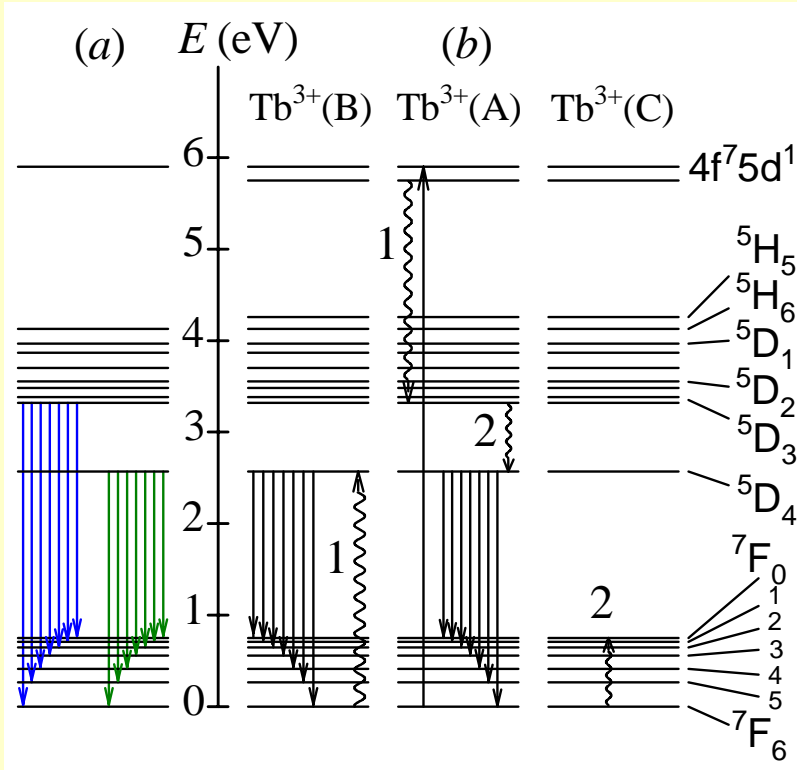 (a) E (eV) (b)
Tb³⁺(B) Tb³⁺(A) Tb³⁺(C)
6
4f⁷5d¹
5
1
⁵H₅
⁵H₆
4
⁵D₁
⁵D₂
3
2
⁵D₃
⁵D₄
2
1
⁷F₀
1
2
1
2
3
4
5
0
⁷F₆